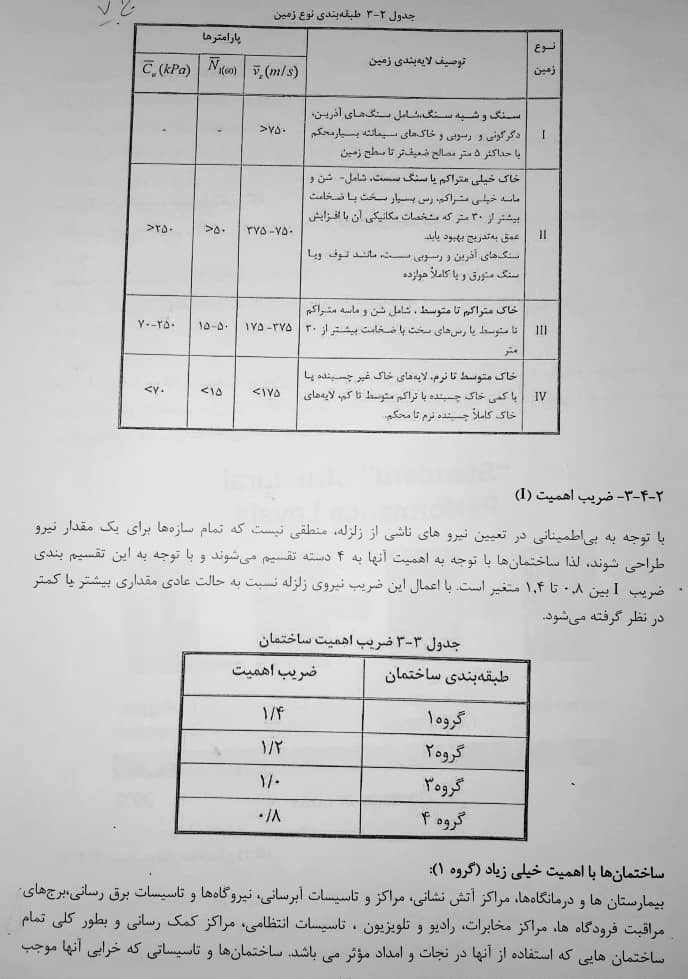 جدول ۲-۳ طبقه‌بندی نوع زمین
نوع زمین
توصیف لایه‌بندی زمین
پارامترها
v̄s (m/s)
N̄1(60)
C̄u (kPa)
I
سنگ و شبه سنگ، شامل سنگ‌های آذرین،
دگرگونی و رسوبی و خاک‌های سیمانته بسیار محکم
با حداکثر ۵ متر مصالح ضعیف‌تر تا سطح زمین
>۷۵۰
-
-
II
خاک خیلی متراکم یا سنگ سست، شامل- شن و
ماسه خیلی متراکم، رس بسیار سخت با ضخامت
بیشتر از ۳۰ متر که مشخصات مکانیکی آن با افزایش
عمق به‌تدریج بهبود یابد.
سنگ‌های آذرین و رسوبی سست، مانند توف ویا
سنگ متورق و یا کاملاً هوازده
۳۷۵-۷۵۰
>۵۰
>۲۵۰
III
خاک متراکم تا متوسط ، شامل شن و ماسه متراکم
تا متوسط یا رس‌های سخت با ضخامت بیشتر از ۳۰
متر
۱۷۵-۳۷۵
۱۵-۵۰
۷۰-۲۵۰
IV
خاک متوسط تا نرم، لایه‌های خاک غیر چسبنده یا
با کمی خاک چسبنده با تراکم متوسط تا کم، لایه‌های
خاک کاملاً چسبنده نرم تا محکم.
<۱۷۵
<۱۵
<۷۰
۳-۴-۲- ضریب اهمیت (I)
با توجه به بی‌اطمینانی در تعیین نیرو های ناشی از زلزله، منطقی نیست که تمام سازه‌ها برای یک مقدار نیرو
طراحی شوند، لذا ساختمان‌ها با توجه به اهمیت آنها به ۴ دسته تقسیم می‌شوند و با توجه به این تقسیم بندی
ضریب I بین ۰,۸ تا ۱,۴ متغیر است. با اعمال این ضریب نیروی زلزله نسبت به حالت عادی مقداری بیشتر یا کمتر
در نظر گرفته می‌شود.
جدول ۳-۳ ضریب اهمیت ساختمان
طبقه‌بندی ساختمان
ضریب اهمیت
گروه۱
۱/۴
گروه۲
۱/۲
گروه۳
۱/۰
گروه ۴
۰/۸
ساختمان‌ها با اهمیت خیلی زیاد (گروه ۱):
بیمارستان ها و درمانگاه‌ها، مراکز آتش نشانی، مراکز و تاسیسات آبرسانی، نیروگاه‌ها و تاسیسات برق رسانی،برج‌های
مراقبت فرودگاه ها، مراکز مخابرات، رادیو و تلویزیون ، تاسیسات انتظامی، مراکز کمک رسانی و بطور کلی تمام
ساختمان هایی که استفاده از آنها در نجات و امداد مؤثر می باشد. ساختمان‌ها و تاسیساتی که خرابی آنها موجب